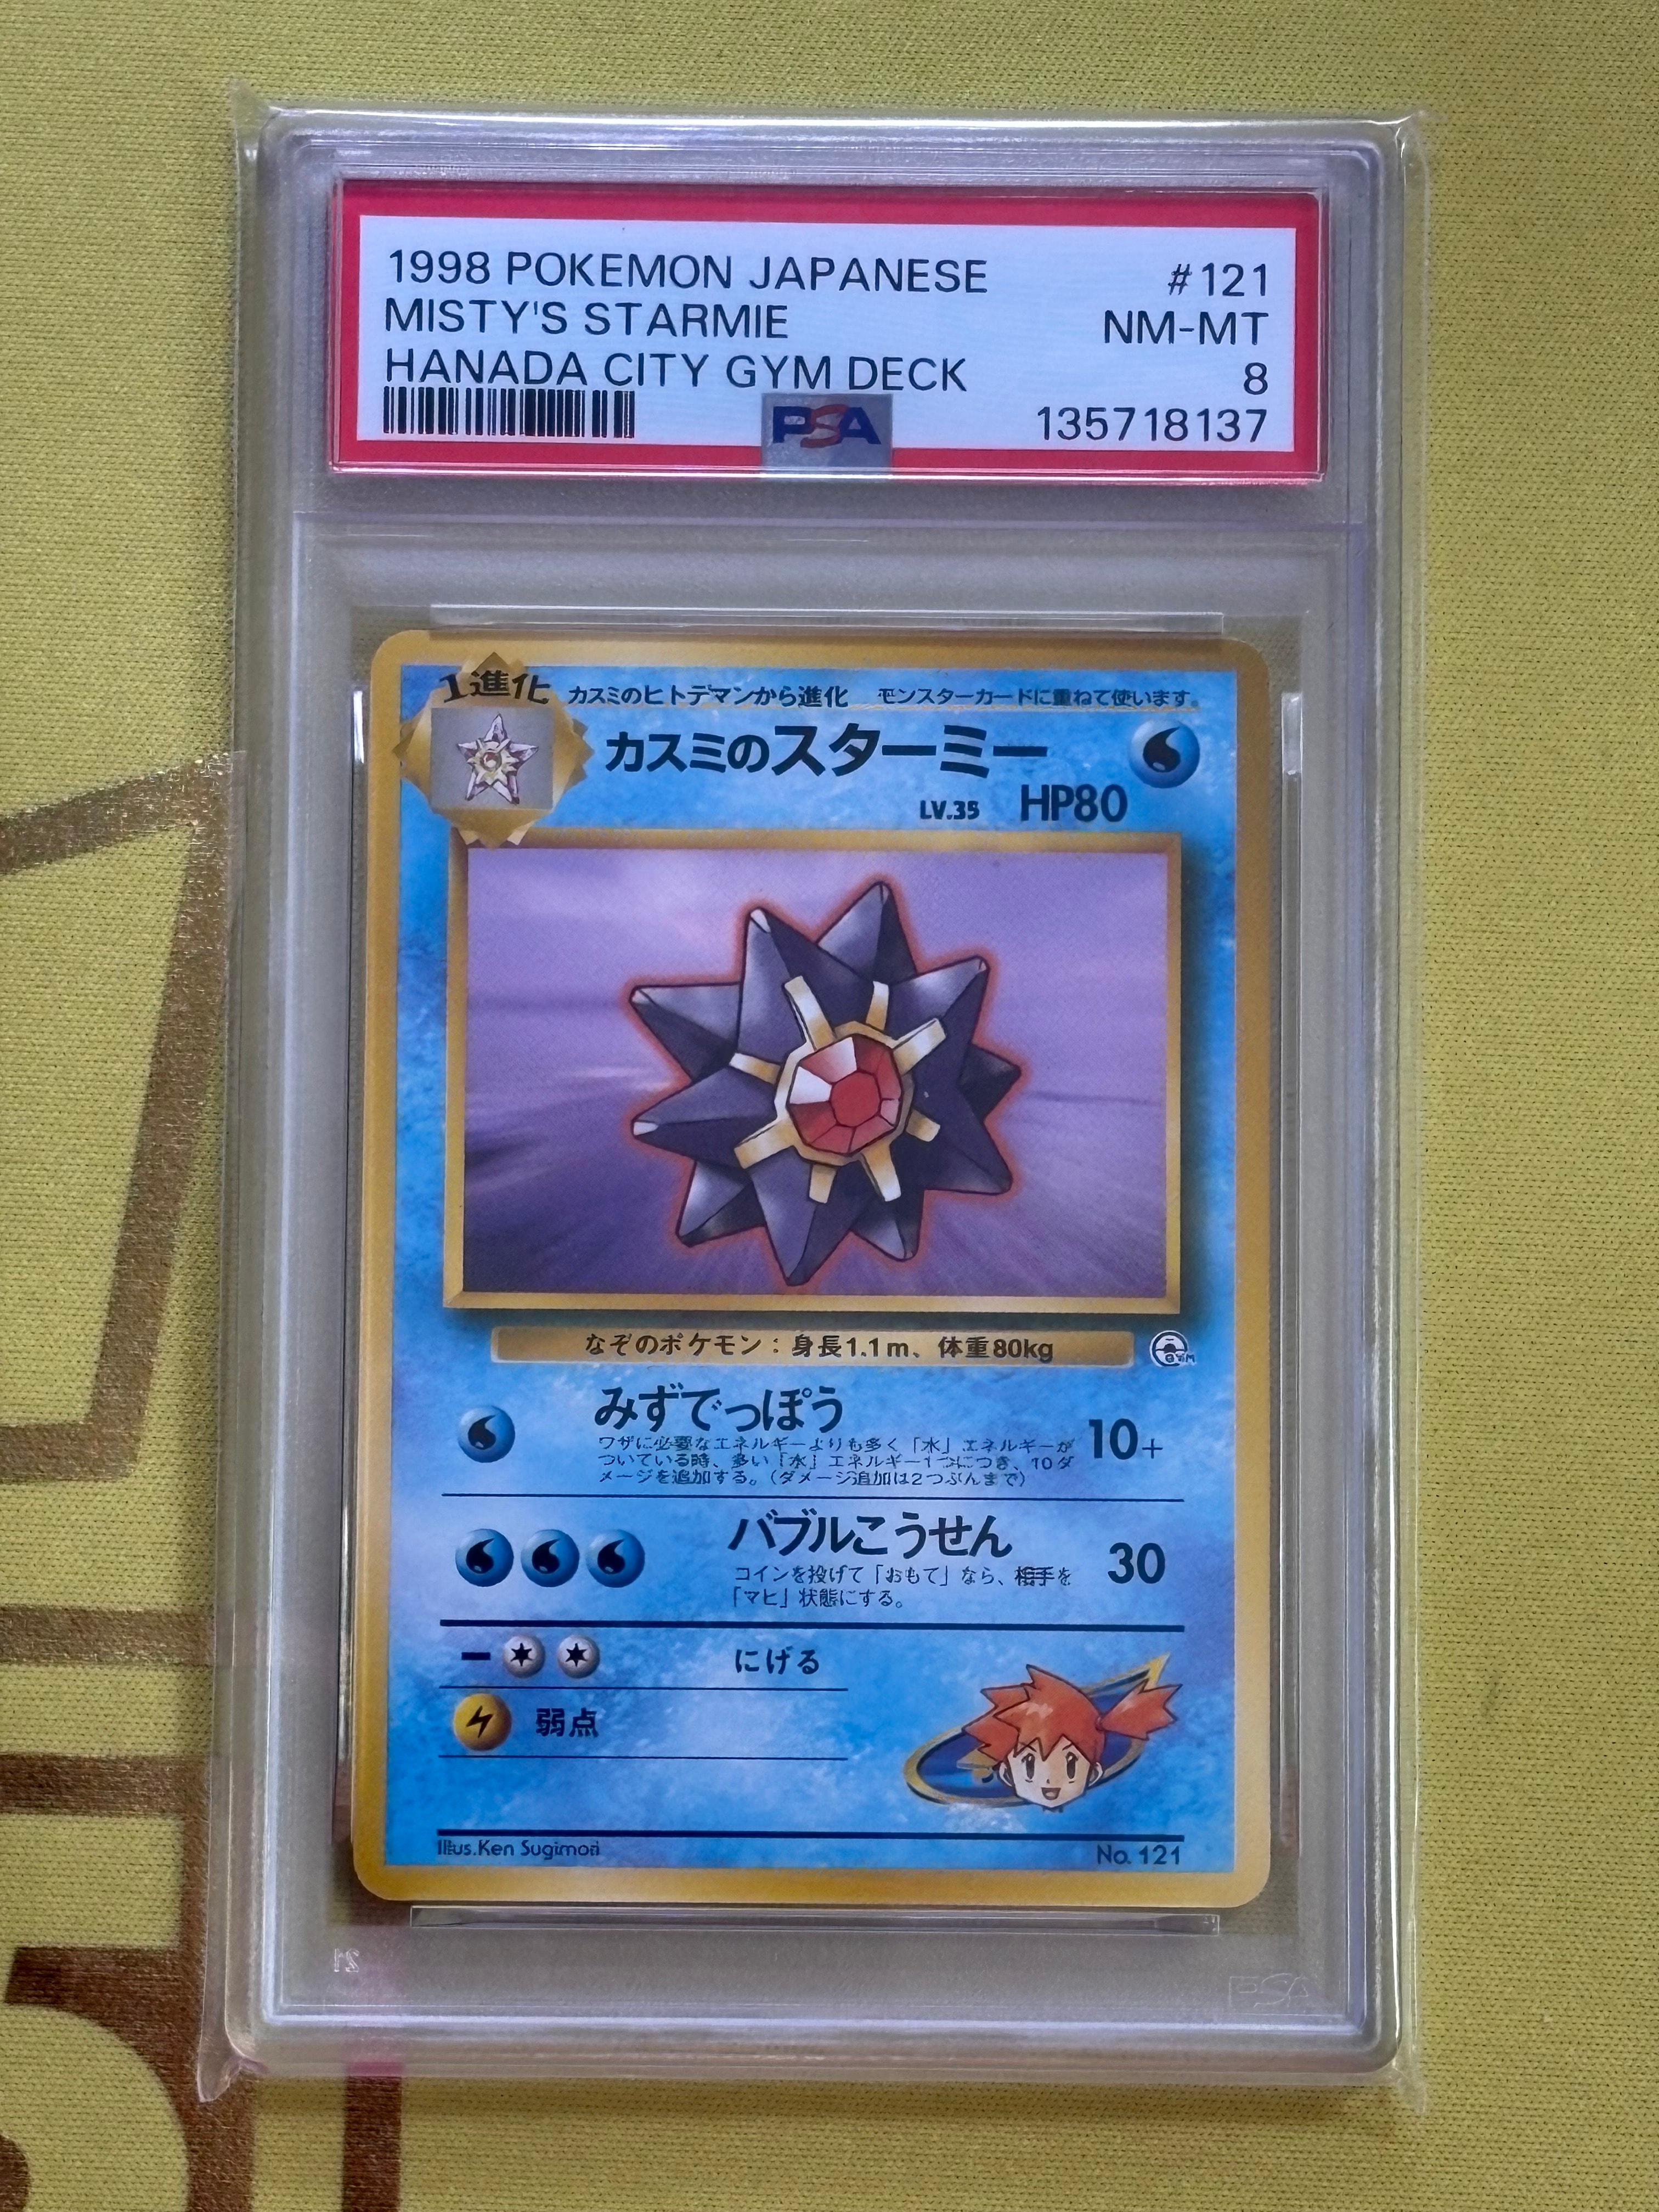 1998 POKEMON JAPANESE #121
MISTY'S STARMIE NM-MT
HANADA CITY GYM DECK 8
PSA 135718137
1進化 カスミのヒトデマンから進化 モンスターカードに重ねて使います。
カスミのスターミー
LV.35 HP80
なぞのポケモン：身長1.1m、体重80kg
GYM
みずでっぽう 10+
ワザに必要なエネルギーよりも多く「水」エネルギーが
ついている時、多い「水」エネルギー1つにつき、10ダ
メージを追加する。（ダメージ追加は2つぶんまで）
バブルこうせん 30
コインを投げて「おもて」なら、相手を
「マヒ」状態にする。
にげる
弱点
Illus.Ken Sugimori No. 121
PSA